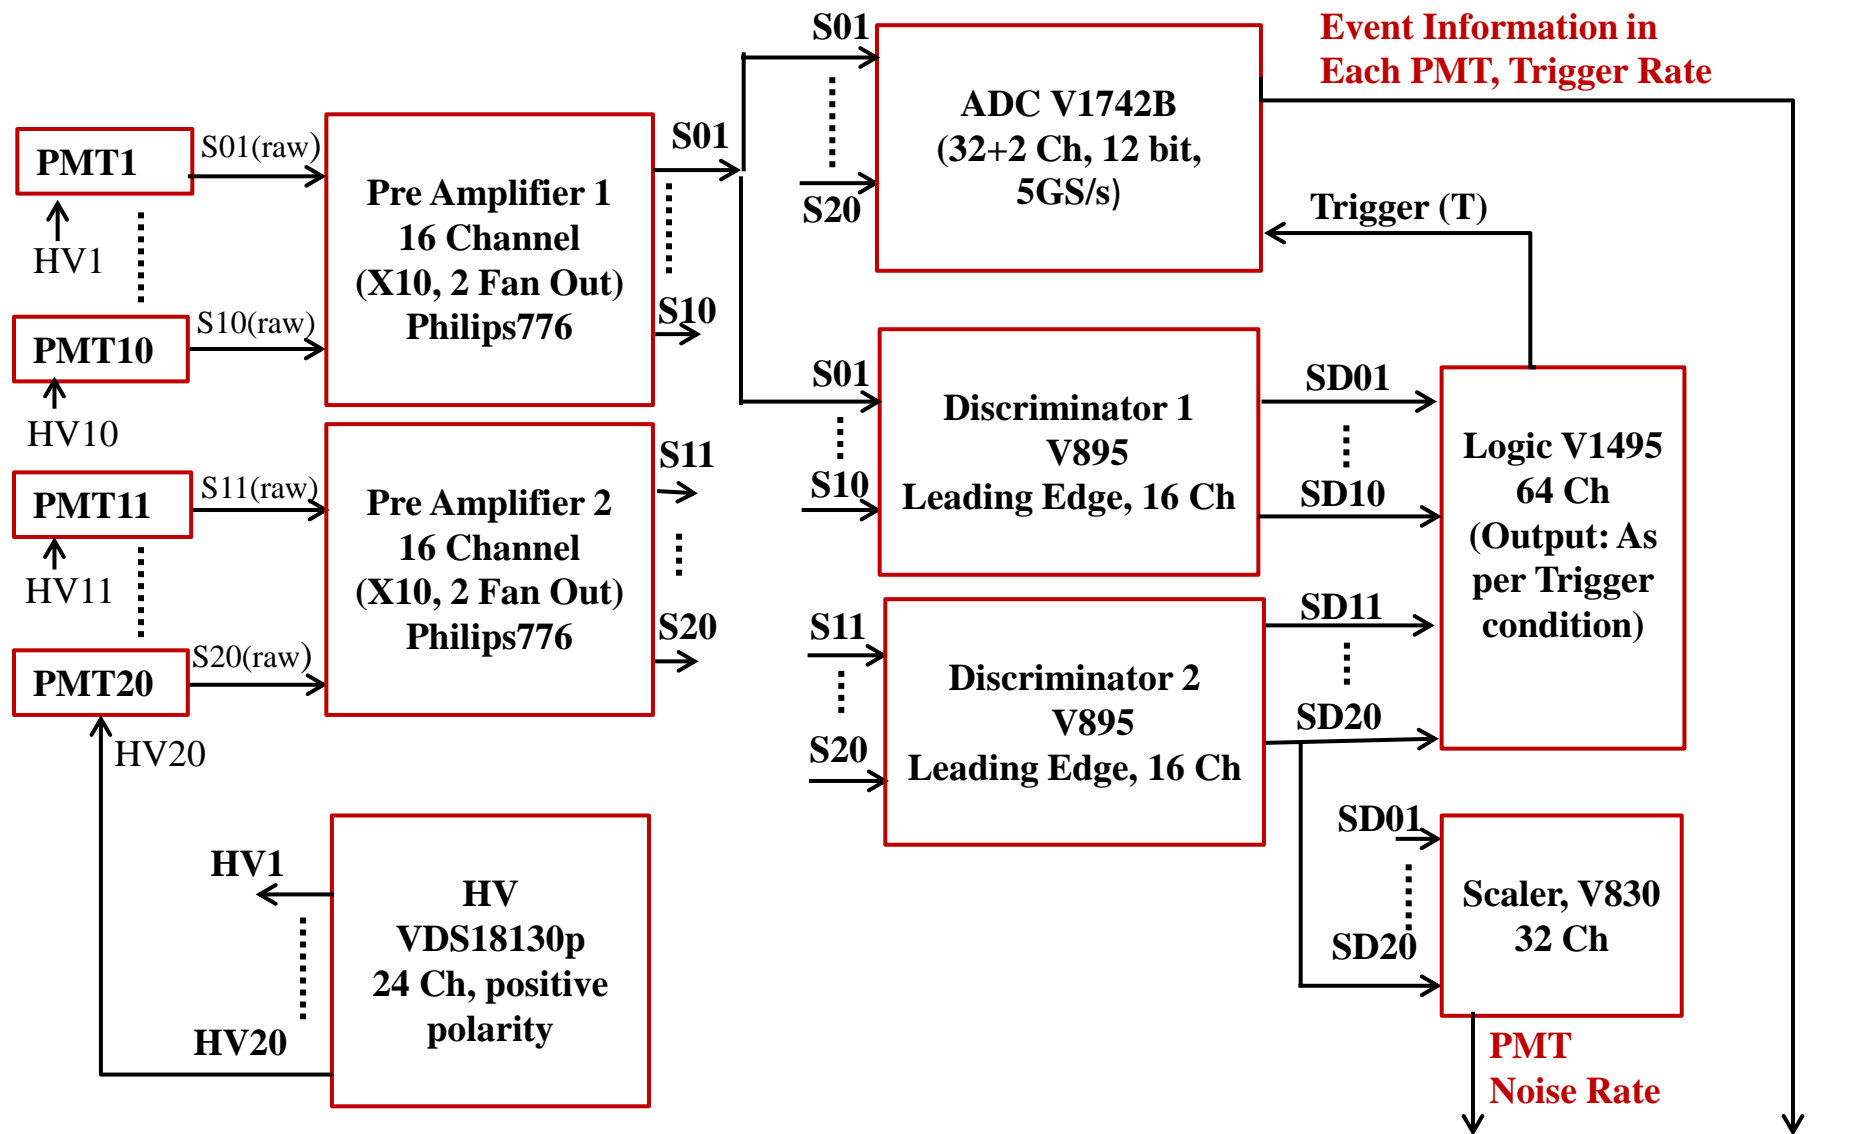 PMT1
HV1
PMT10
HV10
PMT11
HV11
PMT20
HV20
S01(raw)
S10(raw)
S11(raw)
S20(raw)
Pre Amplifier 1
16 Channel
(X10, 2 Fan Out)
Philips776
Pre Amplifier 2
16 Channel
(X10, 2 Fan Out)
Philips776
S01
S10
S11
S20
HV1
HV20
HV
VDS18130p
24 Ch, positive
polarity
S01
S20
ADC V1742B
(32+2 Ch, 12 bit,
5GS/s)
Event Information in
Each PMT, Trigger Rate
Trigger (T)
S01
S10
Discriminator 1
V895
Leading Edge, 16 Ch
SD01
SD10
S11
S20
Discriminator 2
V895
Leading Edge, 16 Ch
SD11
SD20
Logic V1495
64 Ch
(Output: As
per Trigger
condition)
SD01
SD20
Scaler, V830
32 Ch
PMT
Noise Rate